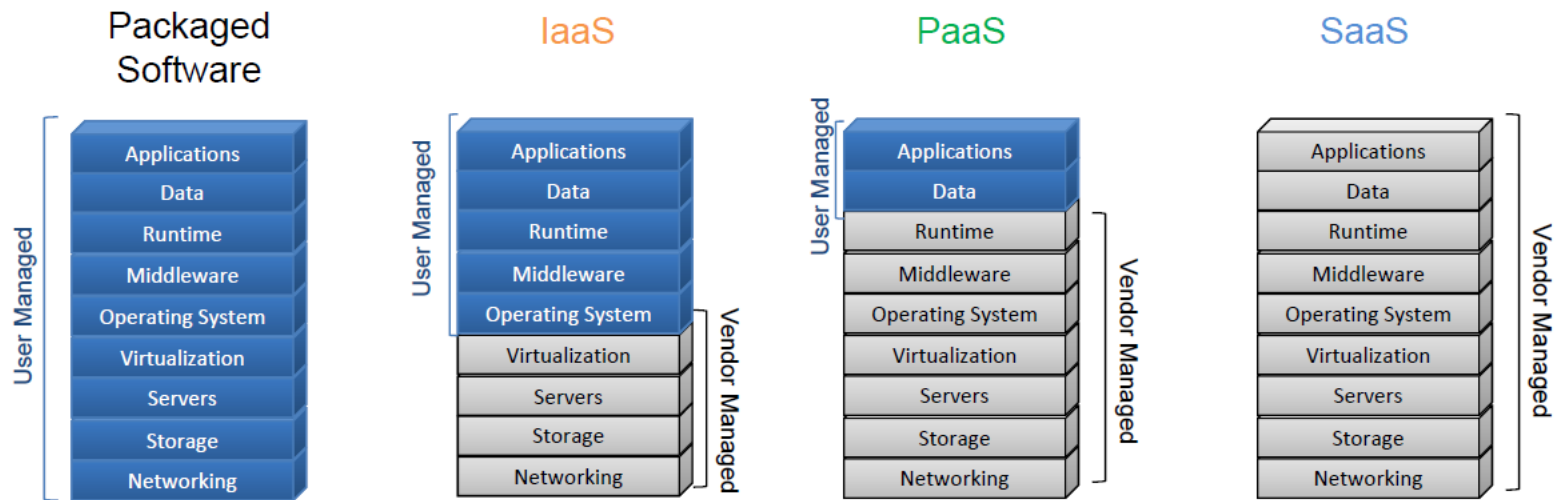 Packaged
Software
User Managed
Applications
Data
Runtime
Middleware
Operating System
Virtualization
Servers
Storage
Networking
IaaS
User Managed
Applications
Data
Runtime
Middleware
Operating System
Virtualization
Servers
Storage
Networking
Vendor Managed
PaaS
User Managed
Applications
Data
Runtime
Middleware
Operating System
Virtualization
Servers
Storage
Networking
Vendor Managed
SaaS
Applications
Data
Runtime
Middleware
Operating System
Virtualization
Servers
Storage
Networking
Vendor Managed